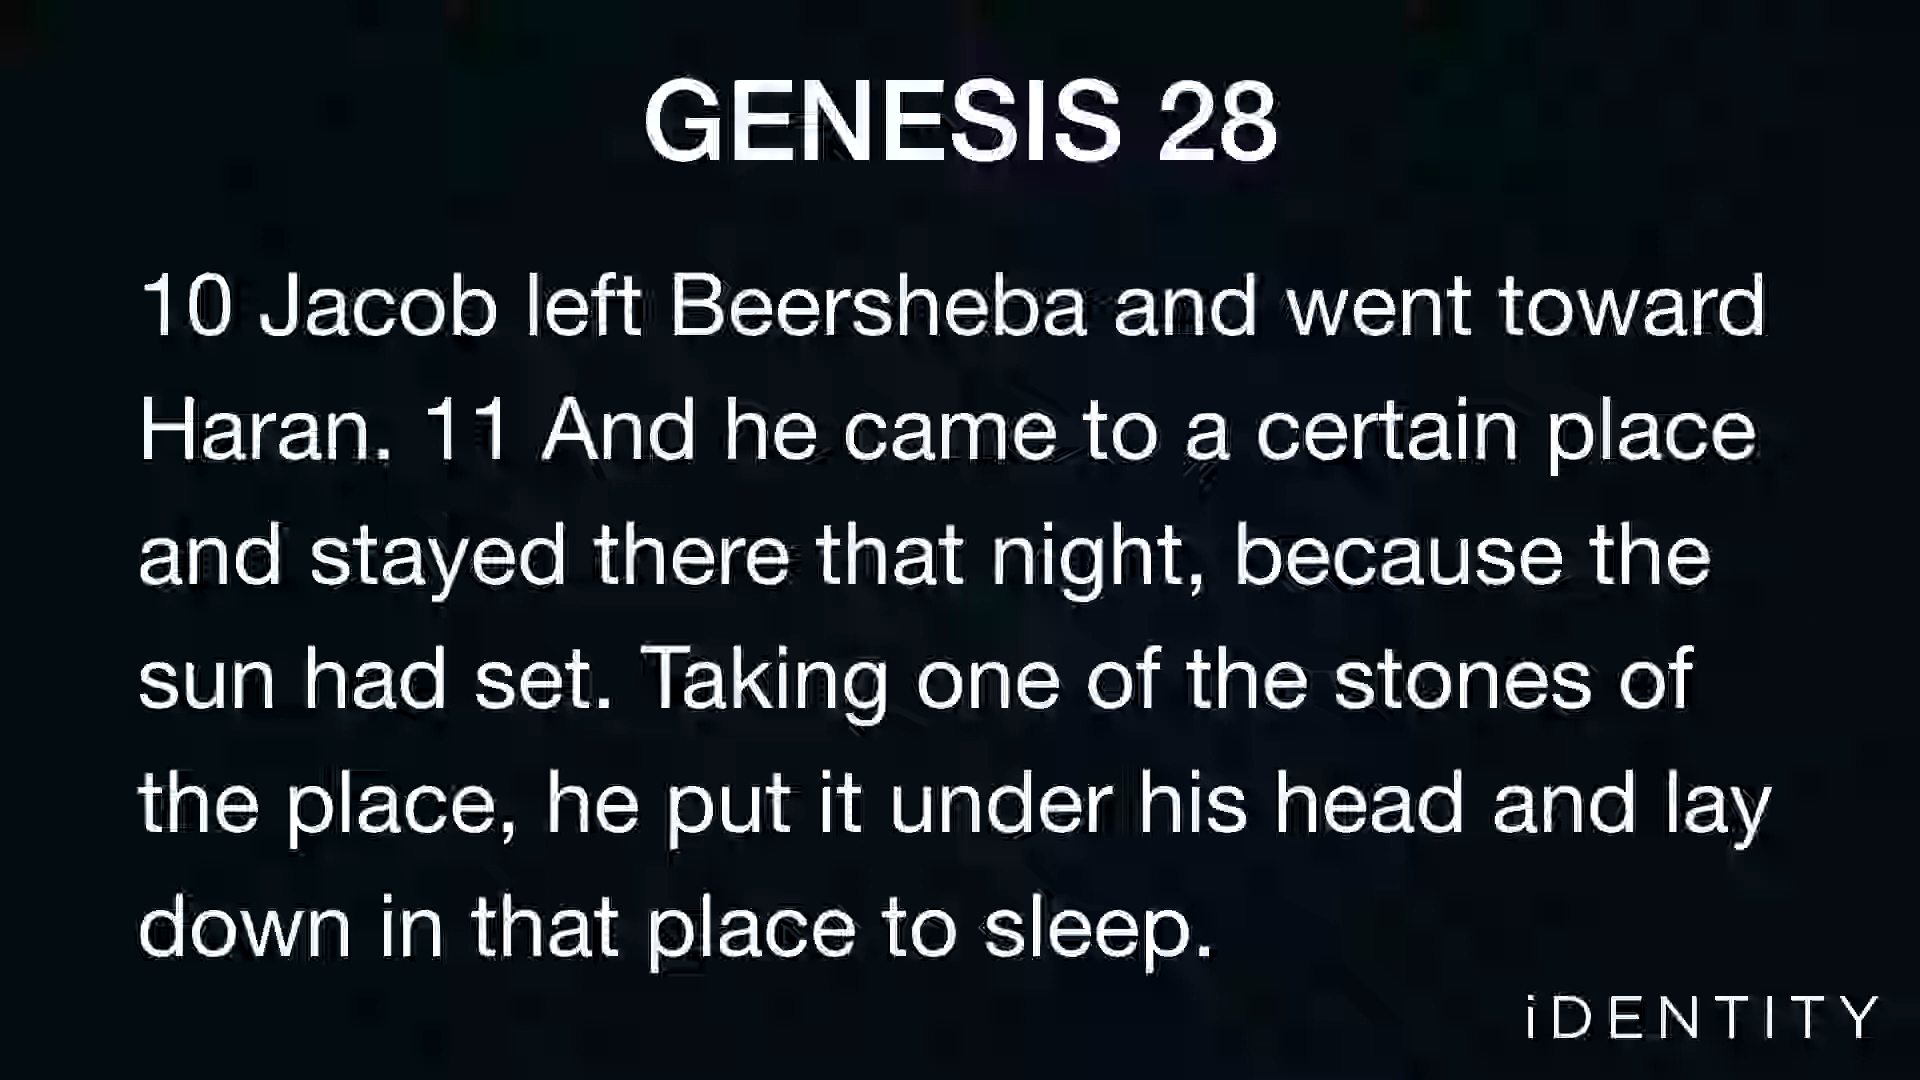 GENESIS 28
10 Jacob left Beersheba and went toward
Haran. 11 And he came to a certain place
and stayed there that night, because the
sun had set. Taking one of the stones of
the place, he put it under his head and lay
down in that place to sleep.
iDENTITY